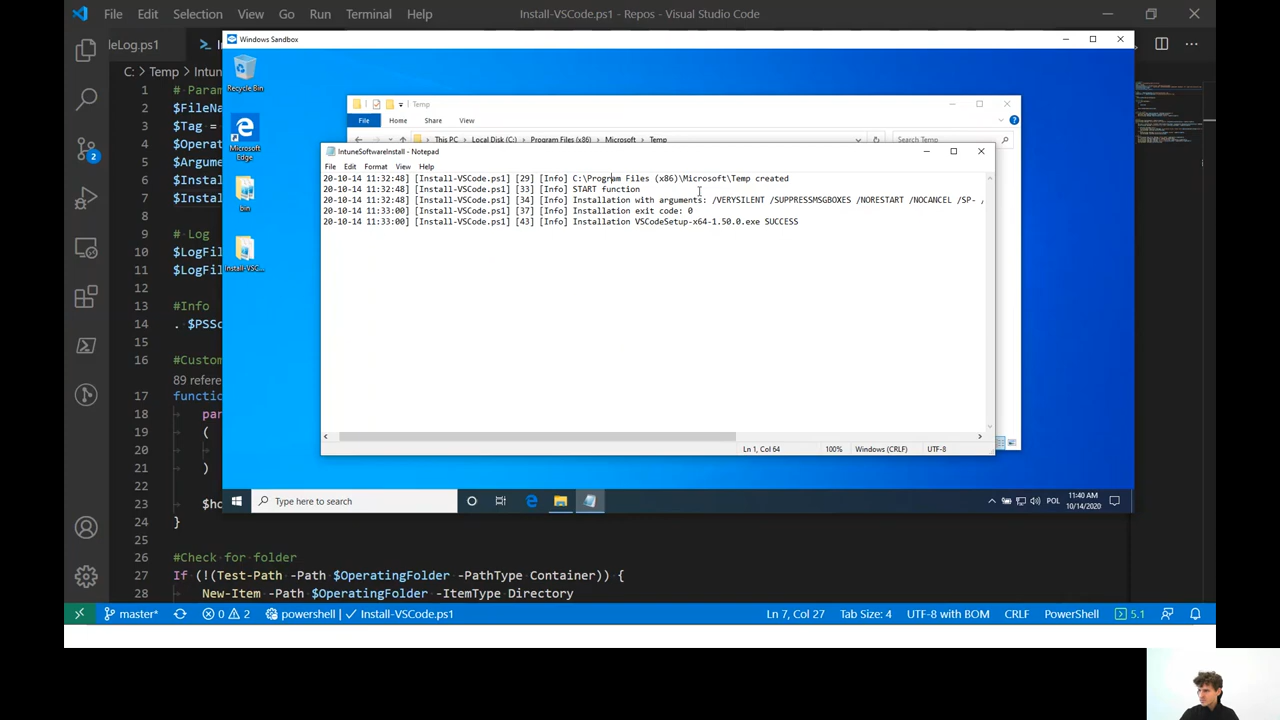 File Edit Selection View Go Run Terminal Help
Install-VSCode.ps1 - Repos - Visual Studio Code
leLog.ps1
C: > Temp > Intun
1 # Param
2 $FileNa
3 $Tag =
4 $Operat
5 $Argume
6 $Insta
7 $Insta
8
9 # Log
10 $LogFil
11 $LogFil
12
13 #Info
14 . $PSSc
15
16 #Custom
89 refere
17 functio
18 par
19 (
20
21 )
23 $ho
24 }
25
26 #Check for folder
27 If (!(Test-Path -Path $OperatingFolder -PathType Container)) {
28 New-Item -Path $OperatingFolder -ItemType Directory
2
Windows Sandbox
Recycle Bin
Microsoft Edge
bin
Install-VSC...
Temp
File Home Share View
This PC > Local Disk (C:) > Program Files (x86) > Microsoft > Temp
Search Temp
IntuneSoftwareInstall - Notepad
File Edit Format View Help
20-10-14 11:32:48] [Install-VSCode.ps1] [29] [Info] C:\Program Files (x86)\Microsoft\Temp created
20-10-14 11:32:48] [Install-VSCode.ps1] [33] [Info] START function
20-10-14 11:32:48] [Install-VSCode.ps1] [34] [Info] Installation with arguments: /VERYSILENT /SUPPRESSMSGBOXES /NORESTART /NOCANCEL /SP- /
20-10-14 11:33:00] [Install-VSCode.ps1] [37] [Info] Installation exit code: 0
20-10-14 11:33:00] [Install-VSCode.ps1] [43] [Info] Installation VSCodeSetup-x64-1.50.0.exe SUCCESS
Ln 1, Col 64 100% Windows (CRLF) UTF-8
Type here to search
POL
11:40 AM
10/14/2020
master* 0 2 powershell | Install-VSCode.ps1
Ln 7, Col 27 Tab Size: 4 UTF-8 with BOM CRLF PowerShell 5.1